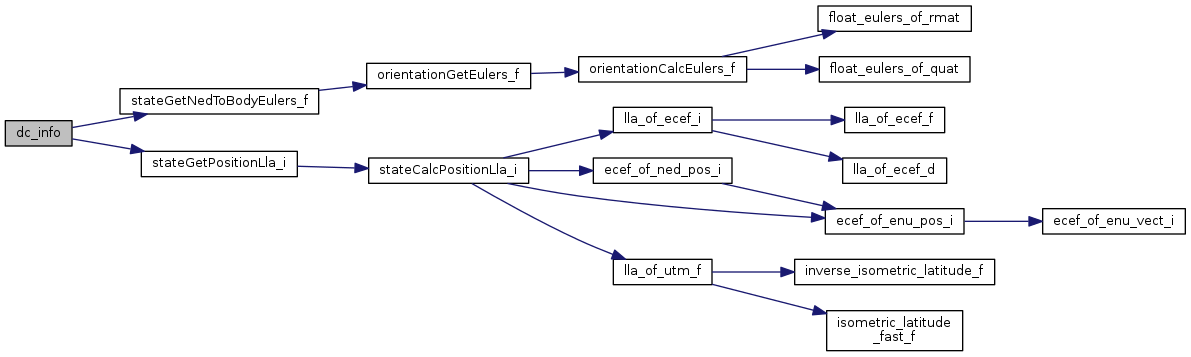 float_eulers_of_rmat
orientationGetEulers_f
orientationCalcEulers_f
float_eulers_of_quat
stateGetNedToBodyEulers_f
dc_info
lla_of_ecef_i
lla_of_ecef_f
stateGetPositionLla_i
stateCalcPositionLla_i
ecef_of_ned_pos_i
lla_of_ecef_d
ecef_of_enu_pos_i
ecef_of_enu_vect_i
lla_of_utm_f
inverse_isometric_latitude_f
isometric_latitude
_fast_f